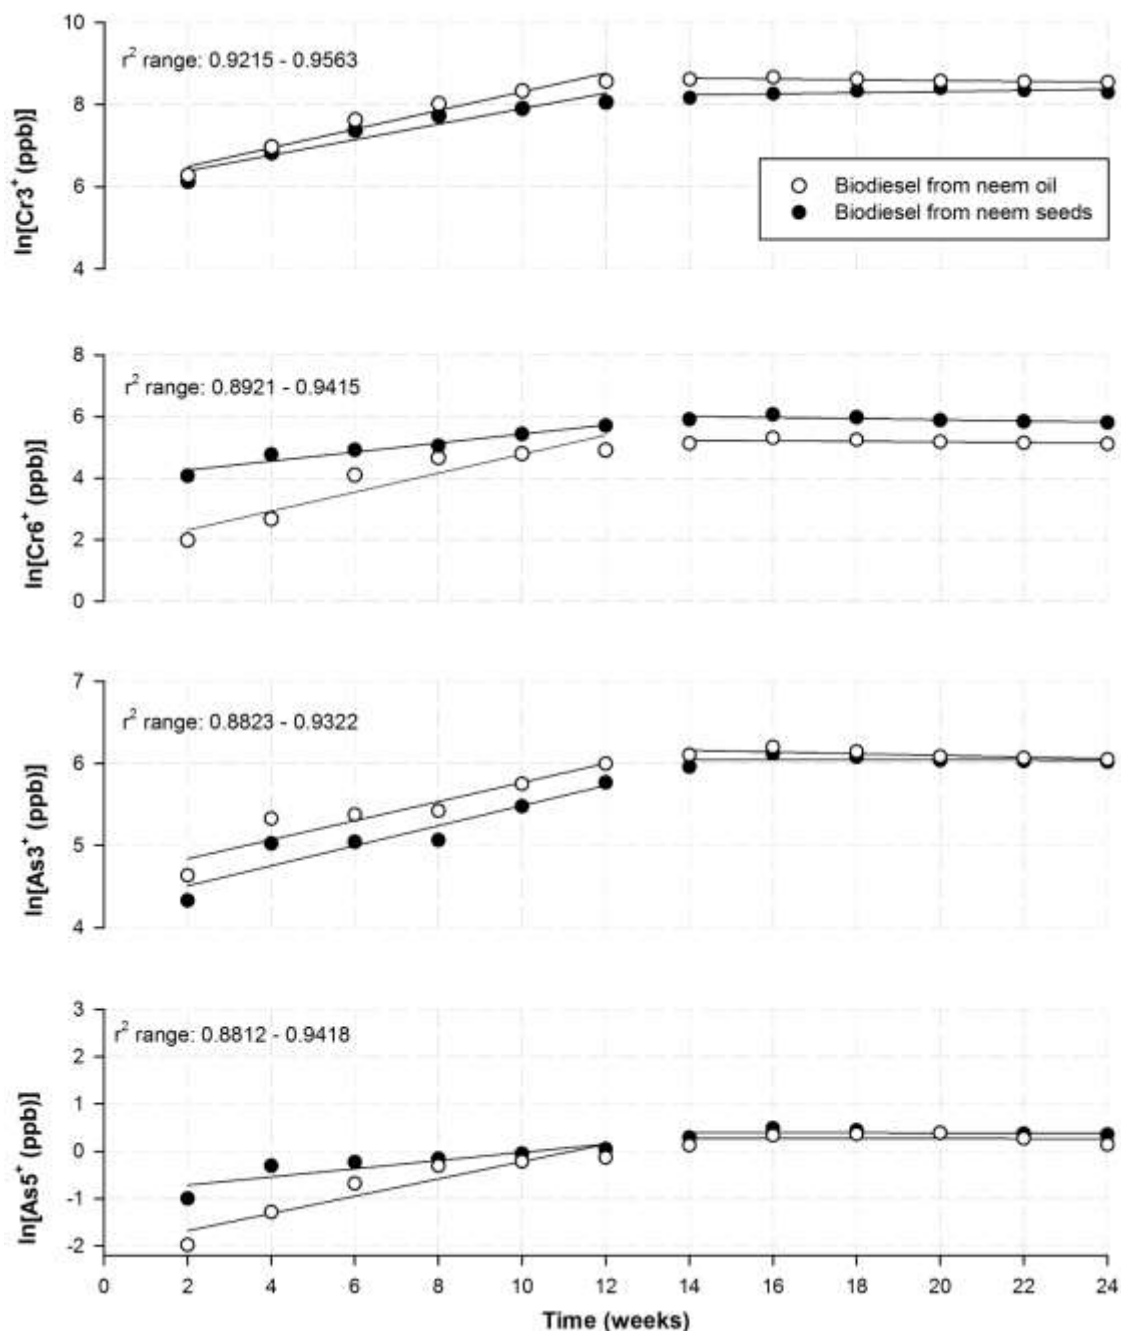 10
r² range: 0.9215 - 0.9563
8
6
4
ln[Cr3⁺ (ppb)]
Biodiesel from neem oil
Biodiesel from neem seeds
8
r² range: 0.8921 - 0.9415
6
4
2
0
ln[Cr6⁺ (ppb)]
7
r² range: 0.8823 - 0.9322
6
5
4
ln[As3⁺ (ppb)]
3
r² range: 0.8812 - 0.9418
2
1
0
-1
-2
ln[As5⁺ (ppb)]
0 2 4 6 8 10 12 14 16 18 20 22 24
Time (weeks)